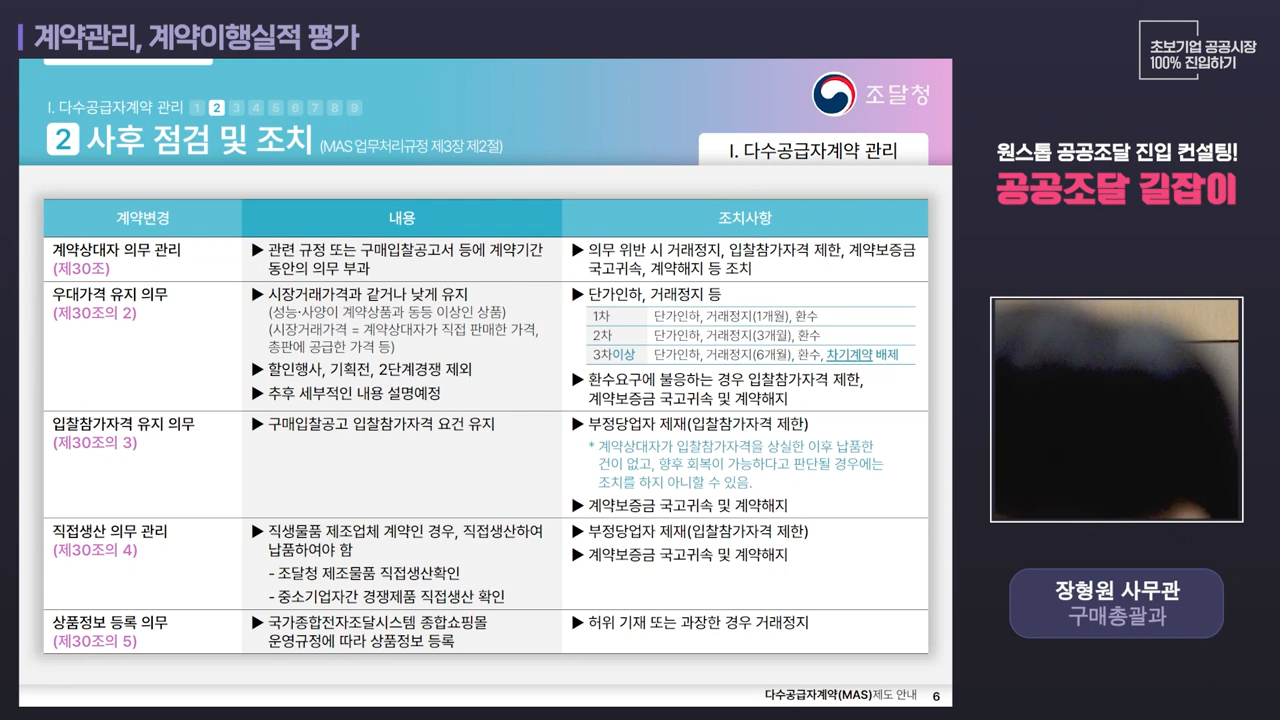 계약관리, 계약이행실적 평가
초보기업 공공시장
100% 진입하기
I. 다수공급자계약 관리 1 2 3 4 5 6 7 8 9
2 사후 점검 및 조치 (MAS 업무처리규정 제3장 제2절)
조달청
I. 다수공급자계약 관리
원스톱 공공조달 진입 컨설팅!
공공조달 길잡이
계약변경 내용 조치사항
계약상대자 의무 관리
(제30조)
▶ 관련 규정 또는 구매입찰공고서 등에 계약기간
동안의 의무 부과
▶ 의무 위반 시 거래정지, 입찰참가자격 제한, 계약보증금
국고귀속, 계약해지 등 조치
우대가격 유지 의무
(제30조의 2)
▶ 시장거래가격과 같거나 낮게 유지
(성능·사양이 계약상품과 동등 이상인 상품)
(시장거래가격 = 계약상대자가 직접 판매한 가격,
총판에 공급한 가격 등)
▶ 할인행사, 기획전, 2단계경쟁 제외
▶ 추후 세부적인 내용 설명예정
▶ 단가인하, 거래정지 등
1차 단가인하, 거래정지(1개월), 환수
2차 단가인하, 거래정지(3개월), 환수
3차이상 단가인하, 거래정지(6개월), 환수, 차기계약 배제
▶ 환수요구에 불응하는 경우 입찰참가자격 제한,
계약보증금 국고귀속 및 계약해지
입찰참가자격 유지 의무
(제30조의 3)
▶ 구매입찰공고 입찰참가자격 요건 유지
▶ 부정당업자 제재(입찰참가자격 제한)
* 계약상대자가 입찰참가자격을 상실한 이후 납품한
건이 없고, 향후 회복이 가능하다고 판단될 경우에는
조치를 하지 아니할 수 있음.
▶ 계약보증금 국고귀속 및 계약해지
직접생산 의무 관리
(제30조의 4)
▶ 직생물품 제조업체 계약인 경우, 직접생산하여
납품하여야 함
- 조달청 제조물품 직접생산확인
- 중소기업자간 경쟁제품 직접생산 확인
▶ 부정당업자 제재(입찰참가자격 제한)
▶ 계약보증금 국고귀속 및 계약해지
상품정보 등록 의무
(제30조의 5)
▶ 국가종합전자조달시스템 종합쇼핑몰
운영규정에 따라 상품정보 등록
▶ 허위 기재 또는 과장한 경우 거래정지
장형원 사무관
구매총괄과
다수공급자계약(MAS)제도 안내 6